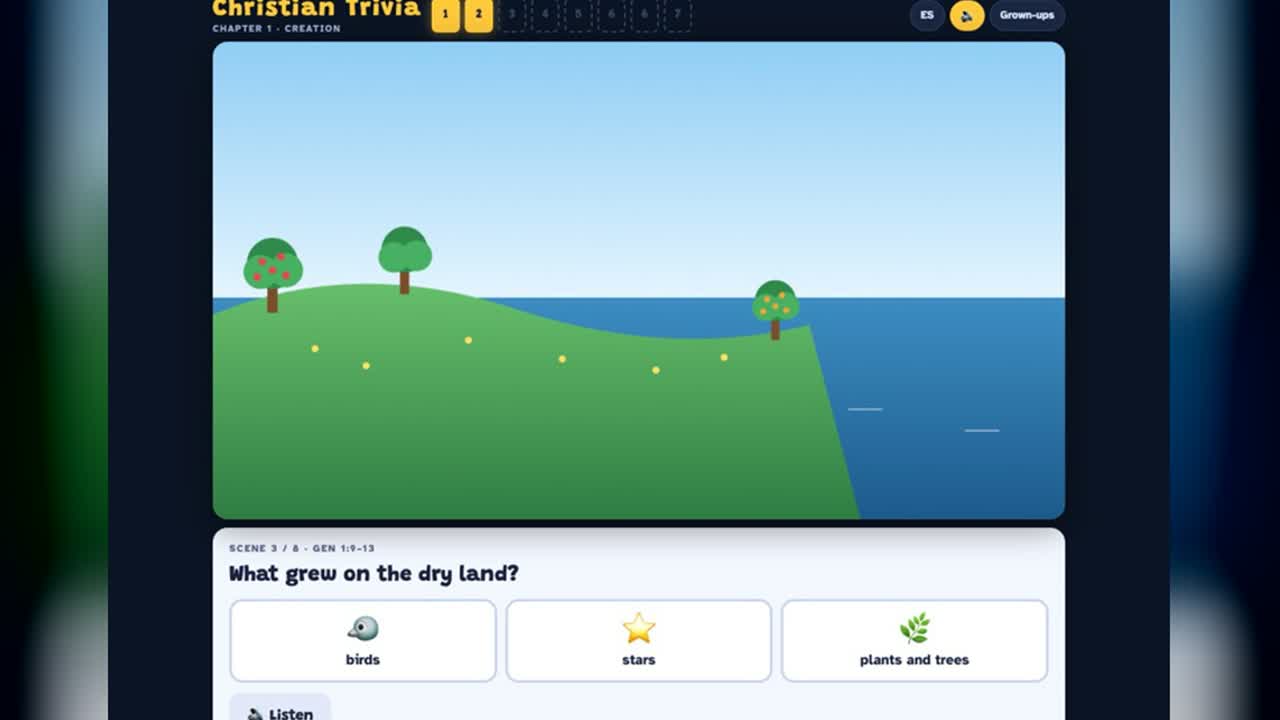 Christian Trivia
CHAPTER 1 · CREATION
1 2 3 4 5 6 6 7
ES
Grown-ups
SCENE 3 / 8 · GEN 1:9–13
What grew on the dry land?
birds
stars
plants and trees
Listen